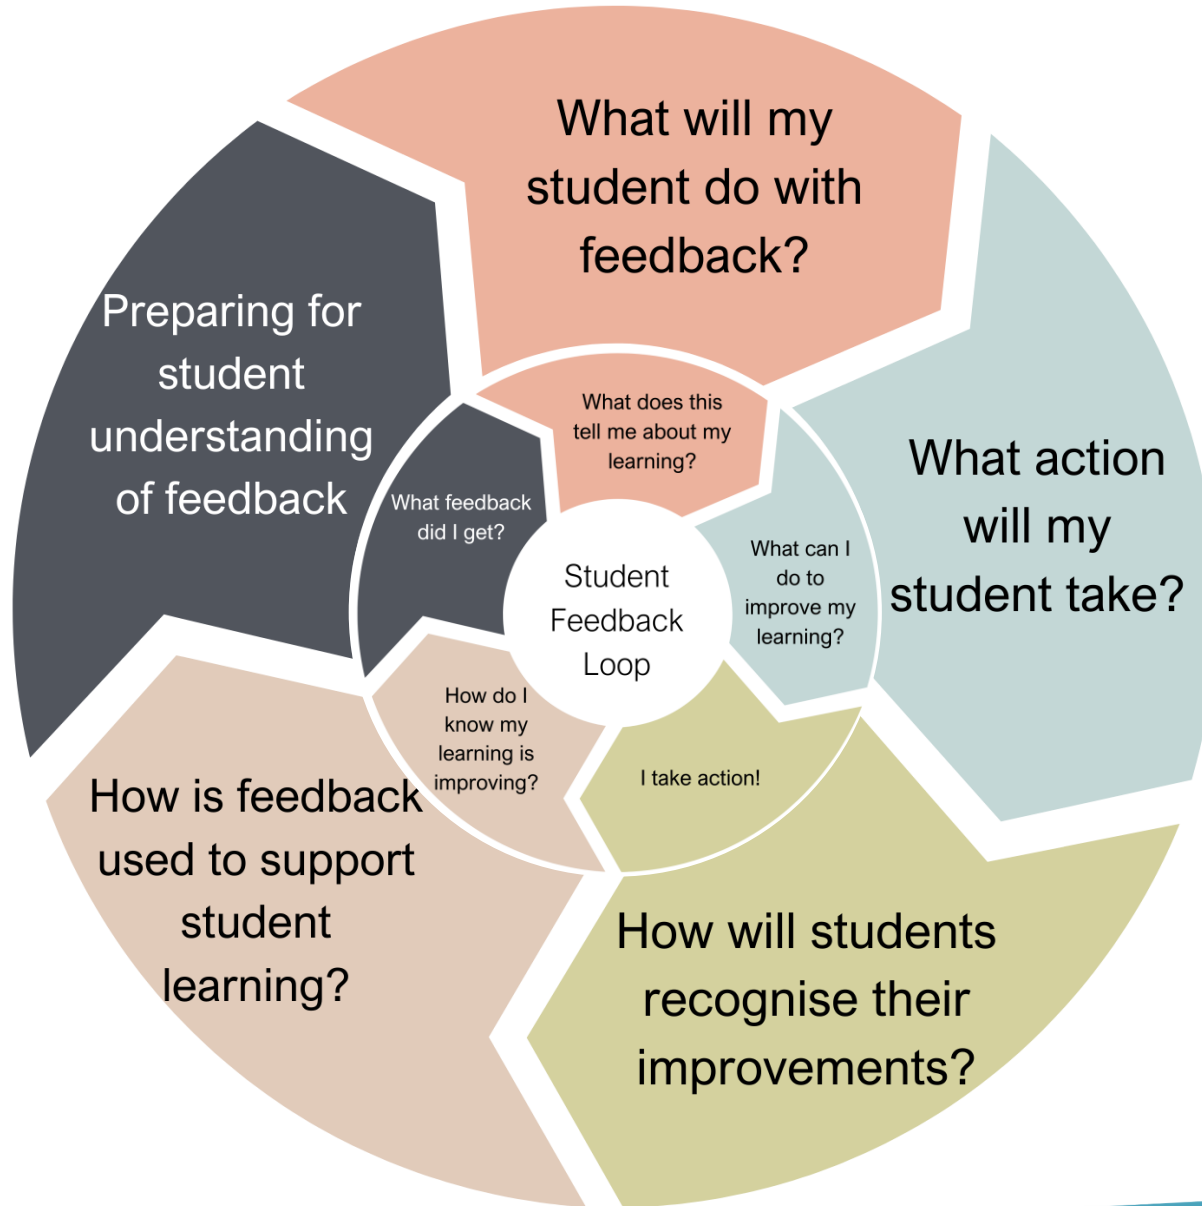 What will my
student do with
feedback?
What action
will my
student take?
How will students
recognise their
improvements?
How is feedback
used to support
student
learning?
Preparing for
student
understanding
of feedback
What does this
tell me about my
learning?
What can I
do to
improve my
learning?
I take action!
How do I
know my
learning is
improving?
What feedback
did I get?
Student
Feedback
Loop